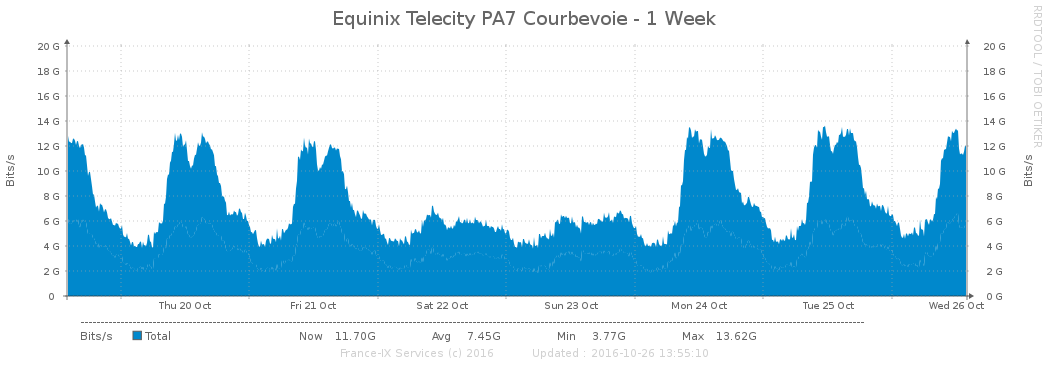 Equinix Telecity PA7 Courbevoie - 1 Week
RRDTOOL / TOBI OETIKER
Bits/s
20 G
18 G
16 G
14 G
12 G
10 G
8 G
6 G
4 G
2 G
0
20 G
18 G
16 G
14 G
12 G
10 G
8 G
6 G
4 G
2 G
0 G
Bits/s
Thu 20 Oct Fri 21 Oct Sat 22 Oct Sun 23 Oct Mon 24 Oct Tue 25 Oct Wed 26 Oct
Bits/s Total Now 11.70G Avg 7.45G Min 3.77G Max 13.62G
France-IX Services (c) 2016 Updated : 2016-10-26 13:55:10